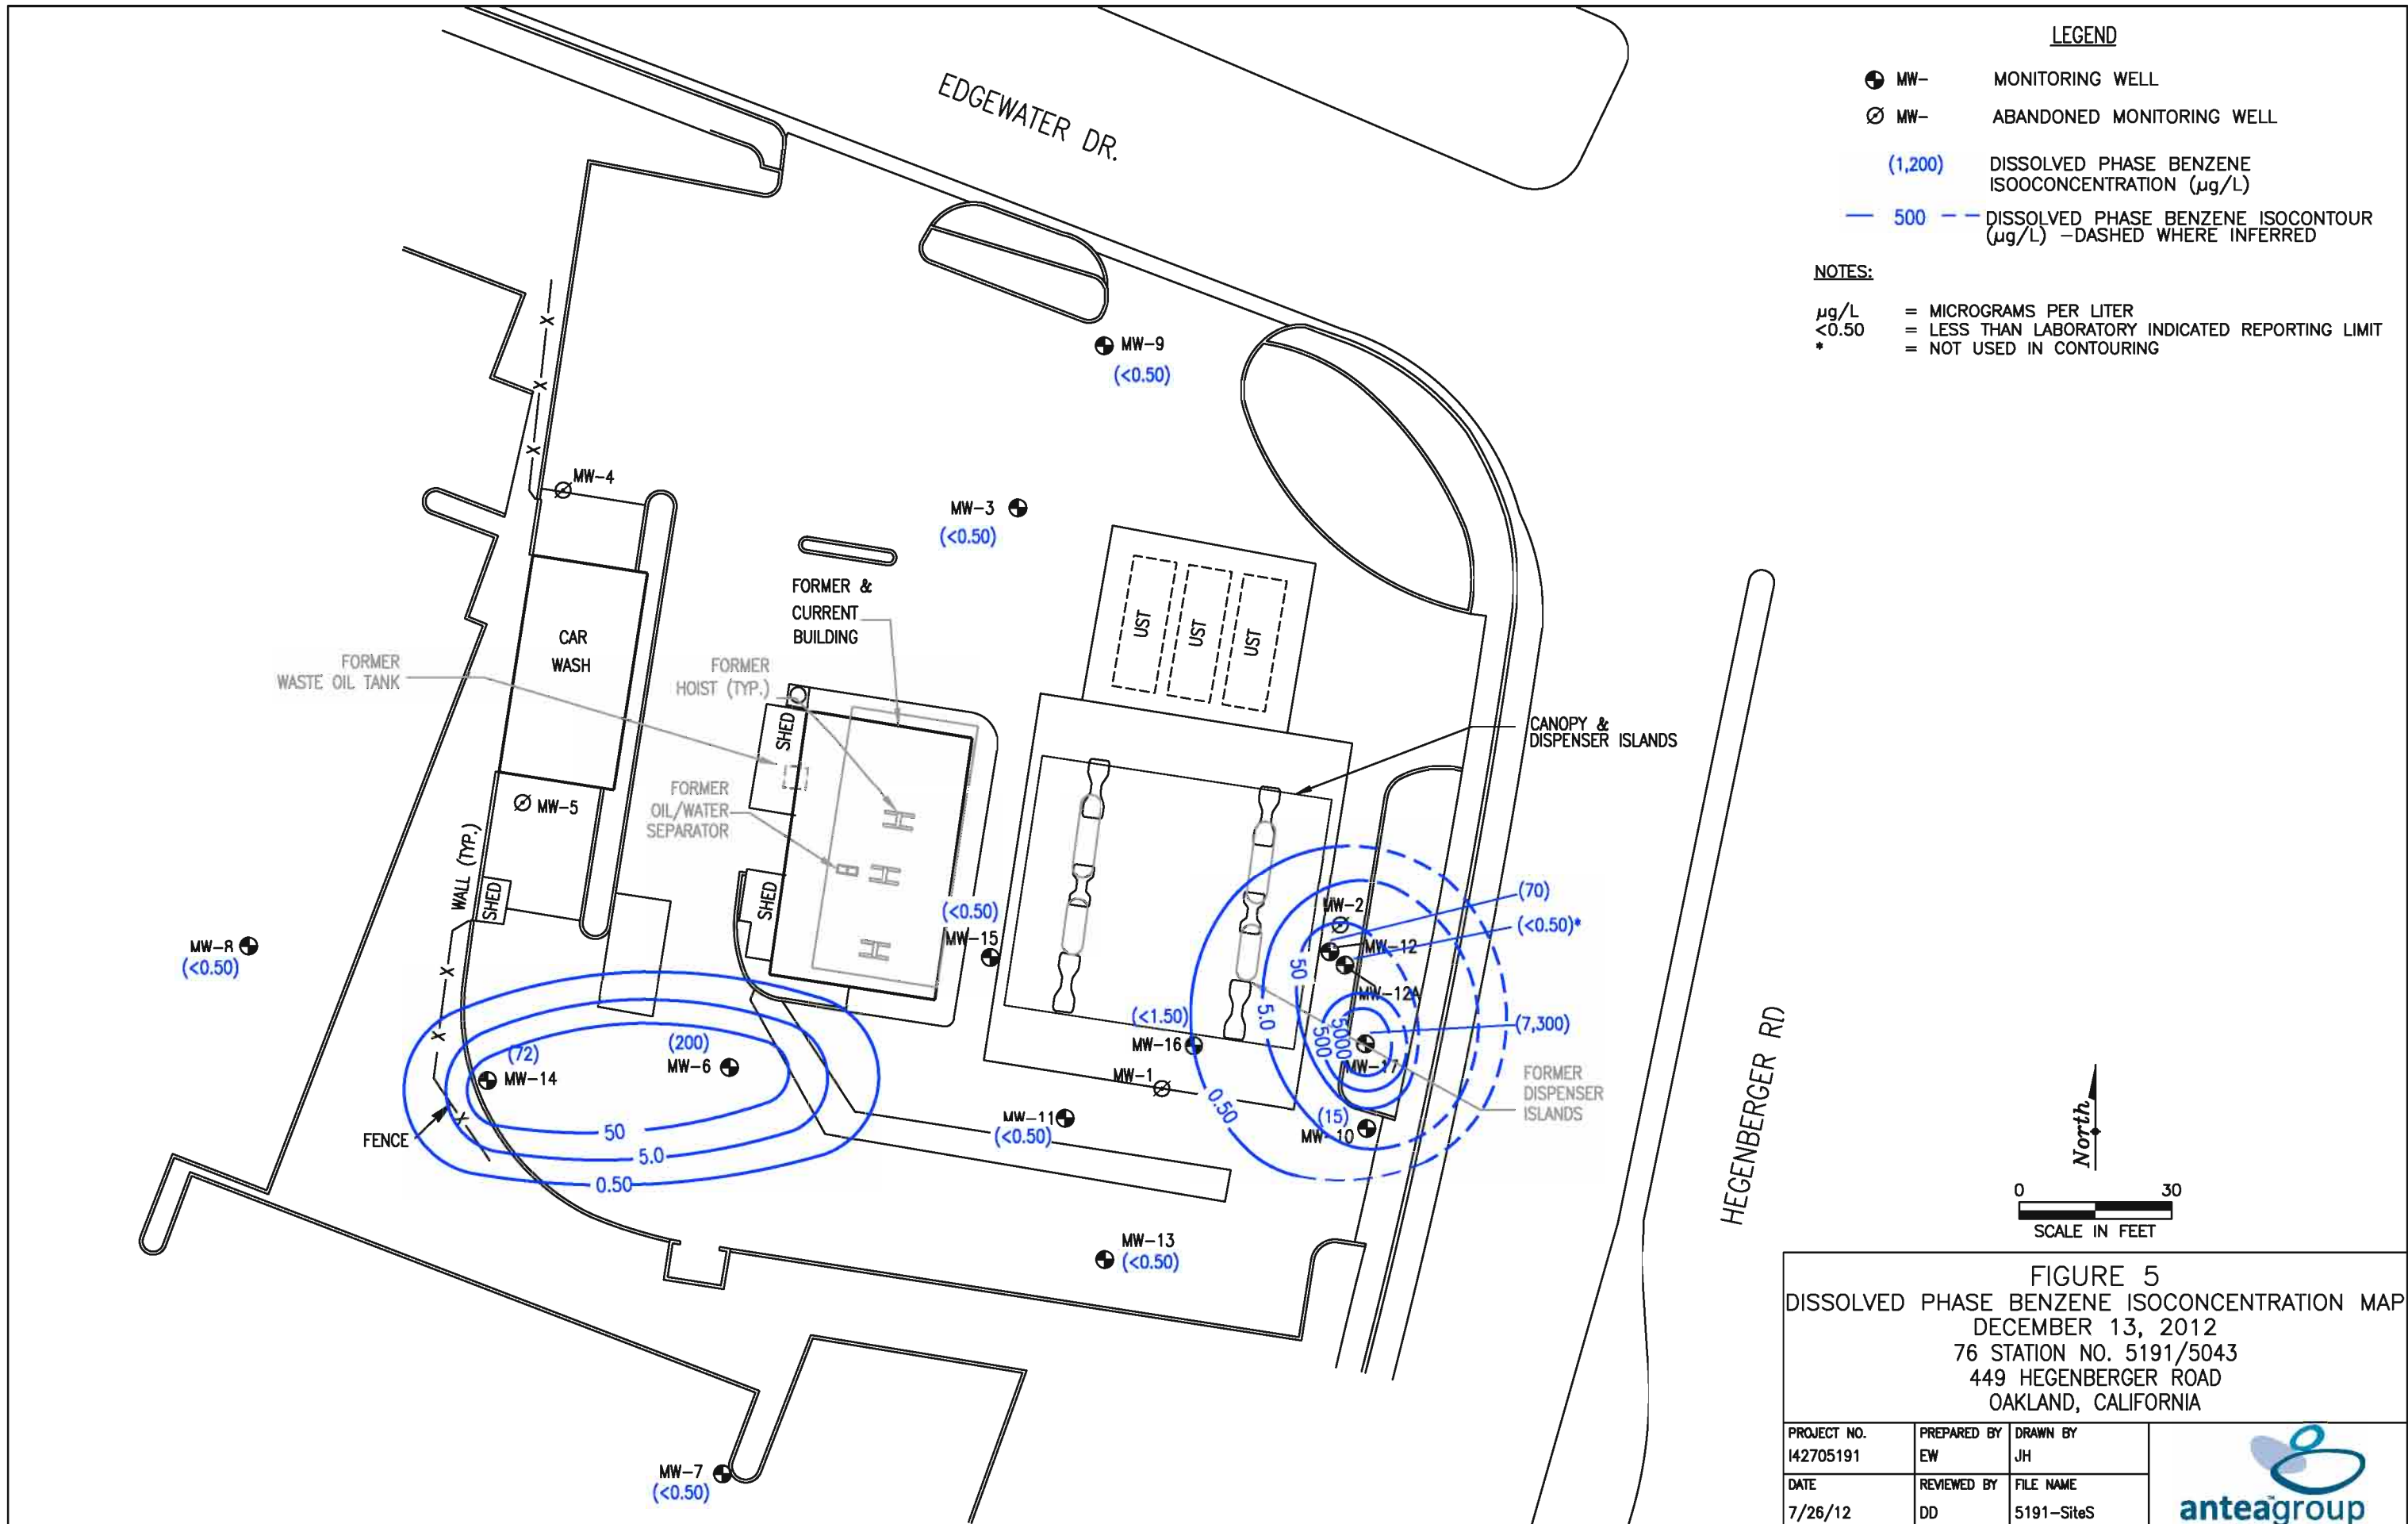 EDGEWATER DR.
LEGEND
MW- MONITORING WELL
MW- ABANDONED MONITORING WELL
(1,200) DISSOLVED PHASE BENZENE
ISOOCONCENTRATION (µg/L)
500 DISSOLVED PHASE BENZENE ISOCONTOUR
(µg/L) -DASHED WHERE INFERRED
NOTES:
µg/L = MICROGRAMS PER LITER
<0.50 = LESS THAN LABORATORY INDICATED REPORTING LIMIT
* = NOT USED IN CONTOURING
MW-9
(<0.50)
X
X
X
MW-4
MW-3
(<0.50)
FORMER &
CURRENT
BUILDING
UST
UST
UST
CAR
WASH
FORMER
WASTE OIL TANK
FORMER
HOIST (TYP.)
SHED
CANOPY &
DISPENSER ISLANDS
FORMER
OIL/WATER
SEPARATOR
MW-5
WALL (TYP.)
SHED
SHED
(<0.50)
MW-15
MW-8
(<0.50)
X
X
X
(70)
MW-2
(<0.50)*
MW-12
MW-12A
50
5.0
500
5000
(7,300)
MW-17
(<1.50)
MW-16
MW-1
0.50
(15)
MW-10
FORMER
DISPENSER
ISLANDS
(72)
MW-14
(200)
MW-6
50
5.0
0.50
FENCE
MW-11
(<0.50)
MW-13
(<0.50)
MW-7
(<0.50)
HEGENBERGER RD
North
0 30
SCALE IN FEET
FIGURE 5
DISSOLVED PHASE BENZENE ISOCONCENTRATION MAP
DECEMBER 13, 2012
76 STATION NO. 5191/5043
449 HEGENBERGER ROAD
OAKLAND, CALIFORNIA
PROJECT NO. PREPARED BY DRAWN BY
I42705191 EW JH
DATE REVIEWED BY FILE NAME
7/26/12 DD 5191-SiteS
anteagroup